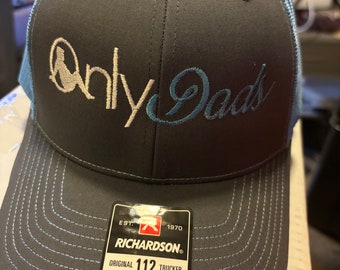 Only Dads
EST. 1970
RICHARDSON
ORIGINAL 112 TRUCKER